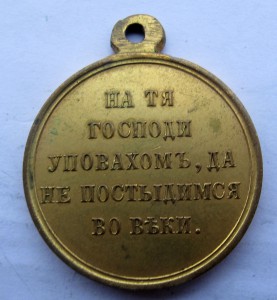 НА ТЯ
ГОСПОДИ
УПОВАХОМЪ, ДА
НЕ ПОСТЫДИМСЯ
ВО ВѢКИ.